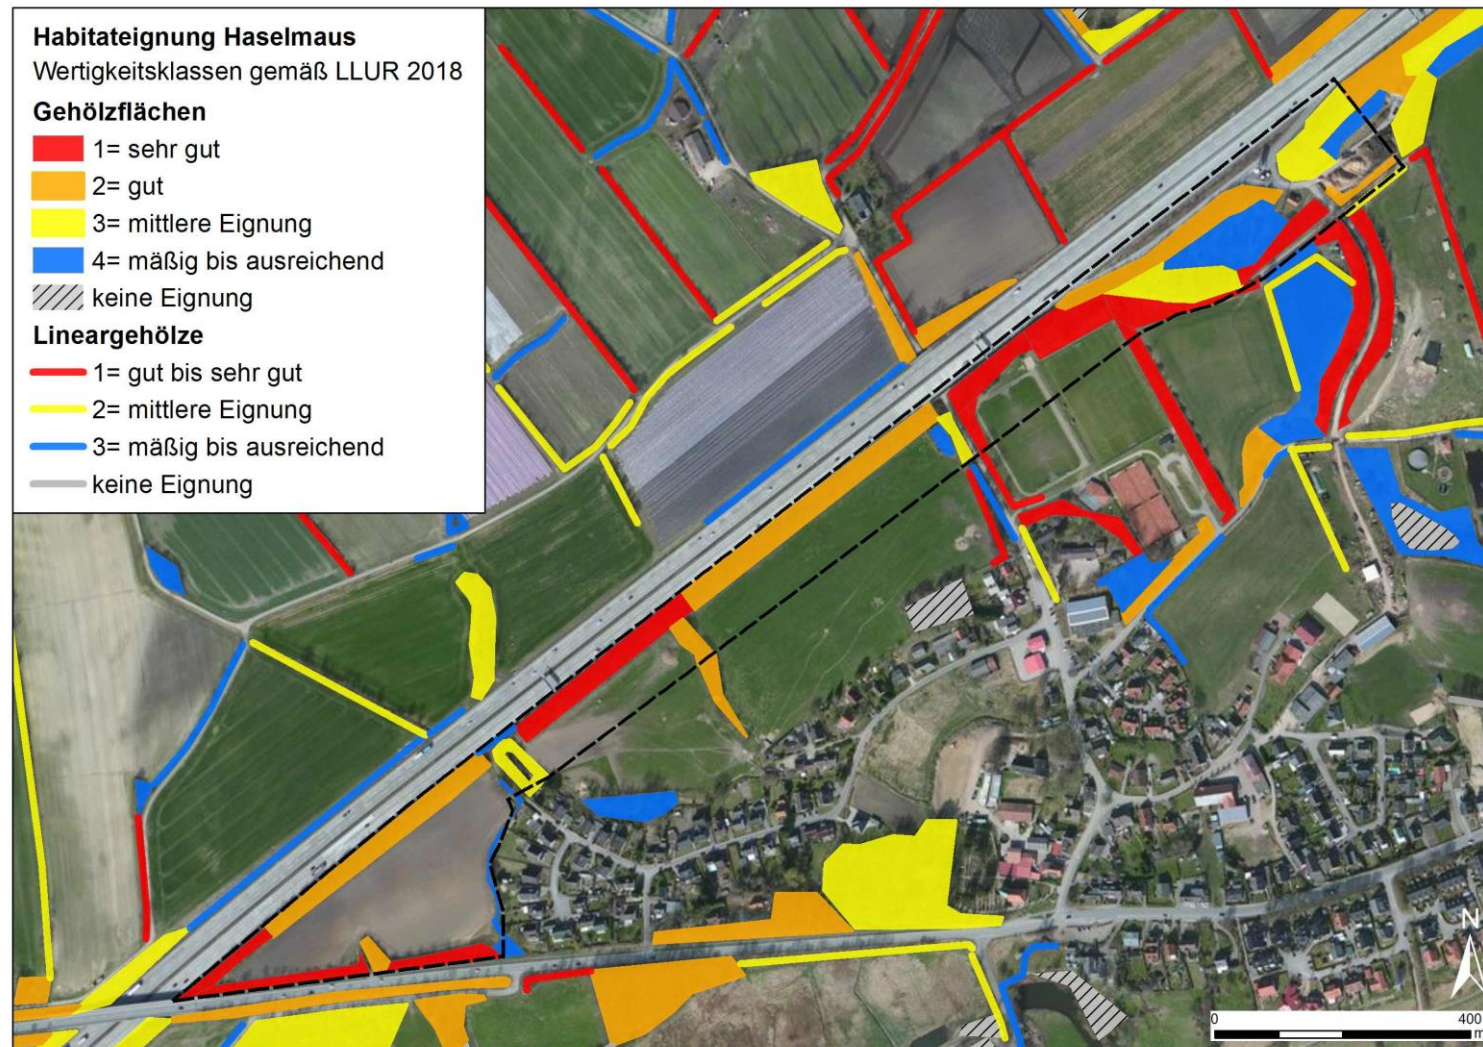 Habitateignung Haselmaus
Wertigkeitsklassen gemäß LLUR 2018
Gehölzflächen
1= sehr gut
2= gut
3= mittlere Eignung
4= mäßig bis ausreichend
keine Eignung
Lineargehölze
1= gut bis sehr gut
2= mittlere Eignung
3= mäßig bis ausreichend
keine Eignung
N
0 400
m